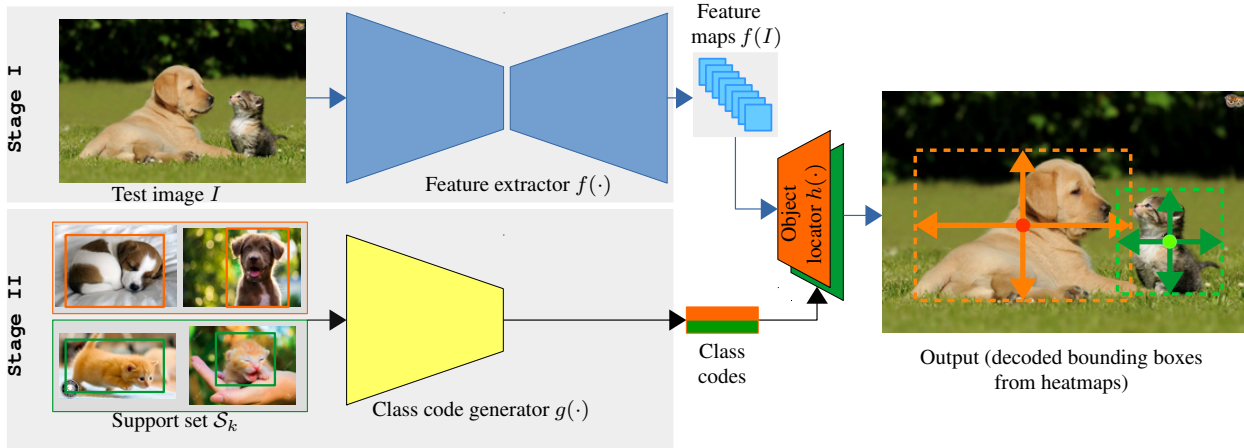 Stage I
Test image I
Feature extractor f(·)
Feature
maps f(I)
Stage II
Support set S_k
Class code generator g(·)
Class
codes
Object
locator h(·)
Output (decoded bounding boxes
from heatmaps)